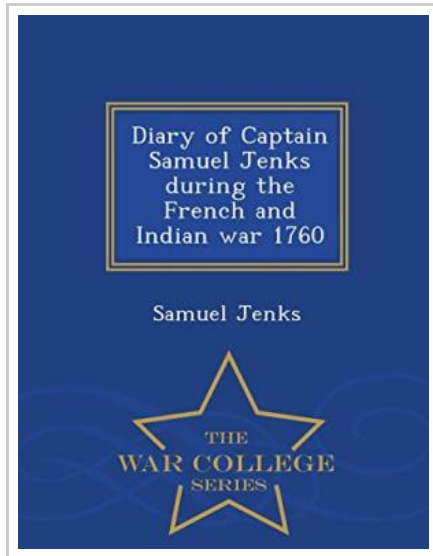 Diary of Captain
Samuel Jenks
during the
French and
Indian war 1760
Samuel Jenks
THE
WAR COLLEGE
SERIES